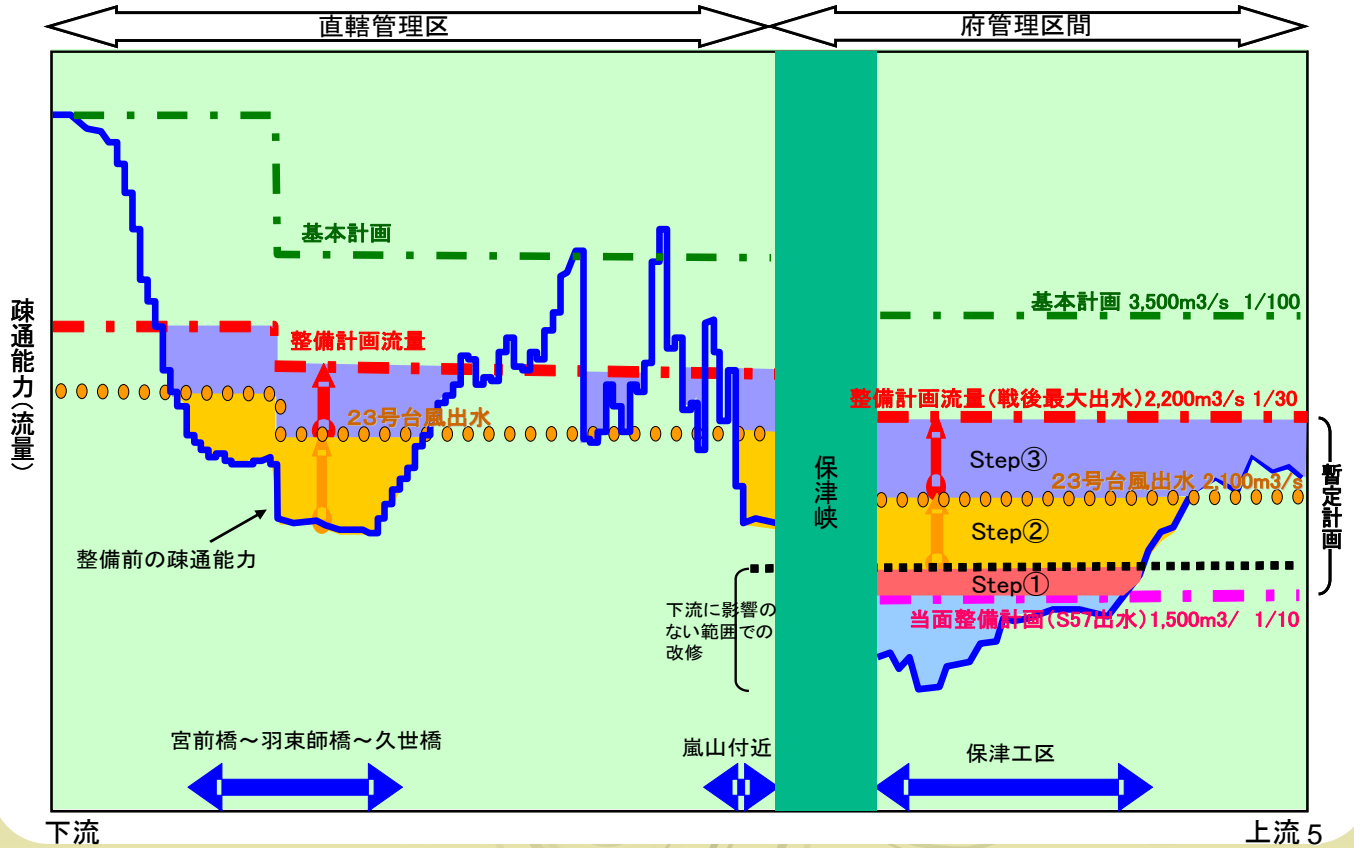 直轄管理区
府管理区間
疎通能力(流量)
基本計画
基本計画 3,500m3/s 1/100
整備計画流量
整備計画流量(戦後最大出水)2,200m3/s 1/30
23号台風出水
Step③
23号台風出水 2,100m3/s
保津峡
暫定計画
Step②
整備前の疎通能力
Step①
下流に影響の
ない範囲での
改修
当面整備計画(S57出水)1,500m3/ 1/10
宮前橋～羽束師橋～久世橋
嵐山付近
保津工区
下流
上流 5